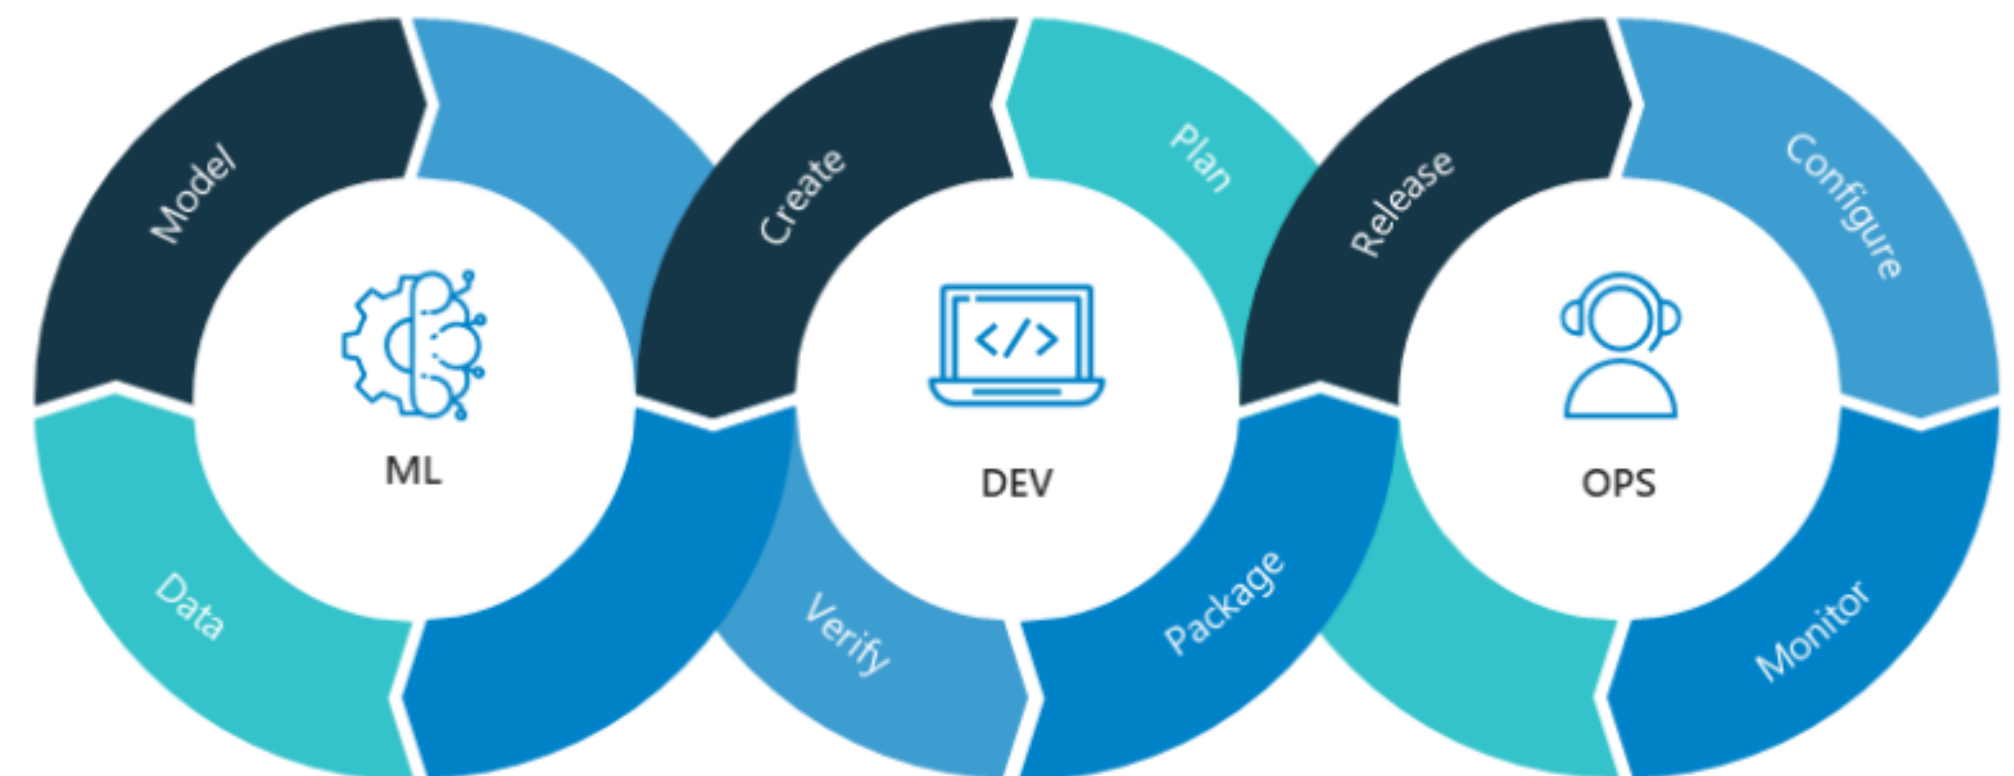 Model
Data
ML
Create
Plan
Verify
Package
DEV
Release
Configure
Monitor
OPS